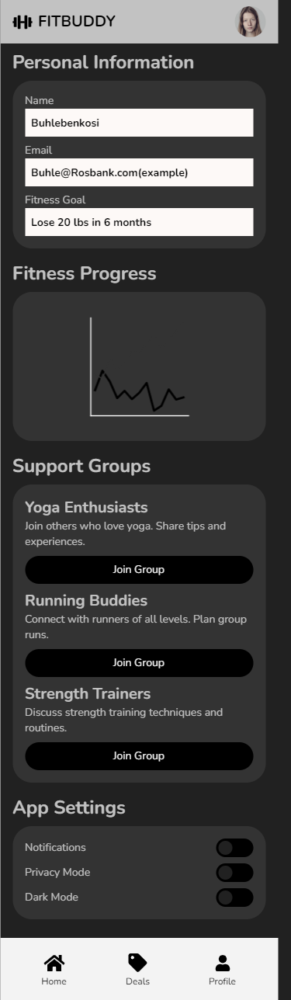 FITBUDDY
Personal Information
Name
Buhlebenkosi
Email
Buhle@Rosbank.com(example)
Fitness Goal
Lose 20 lbs in 6 months
Fitness Progress
Support Groups
Yoga Enthusiasts
Join others who love yoga. Share tips and
experiences.
Join Group
Running Buddies
Connect with runners of all levels. Plan group
runs.
Join Group
Strength Trainers
Discuss strength training techniques and
routines.
Join Group
App Settings
Notifications
Privacy Mode
Dark Mode
Home Deals Profile